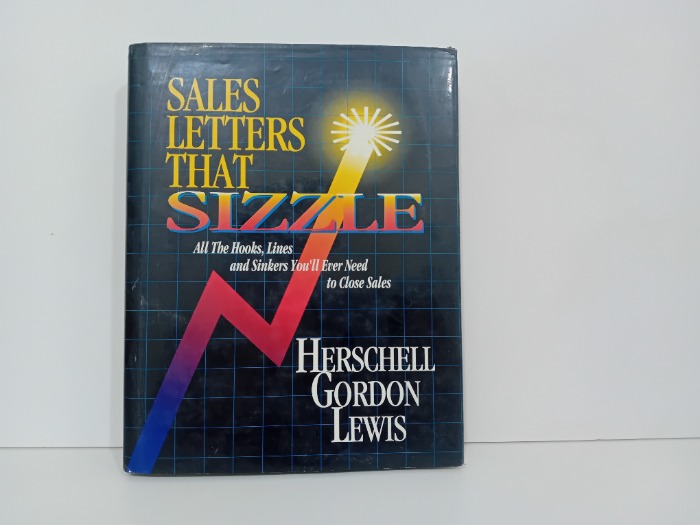 SALES
LETTERS
THAT
SIZZLE
All The Hooks, Lines
and Sinkers You'll Ever Need
to Close Sales
HERSCHELL
GORDON
LEWIS